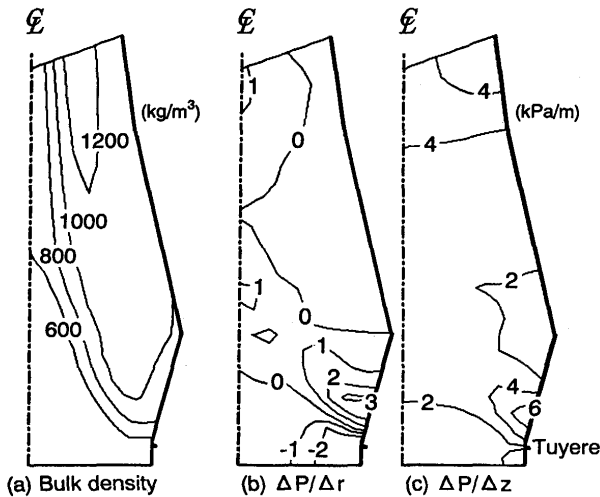 ℄ ℄ ℄
(kg/m³)
1200
1000
800
600
(a) Bulk density
1
0
1
0
1
2
3
0
-1 -2
(b) ΔP/Δr
4
(kPa/m)
4
2
4
6
2
Tuyere
(c) ΔP/Δz